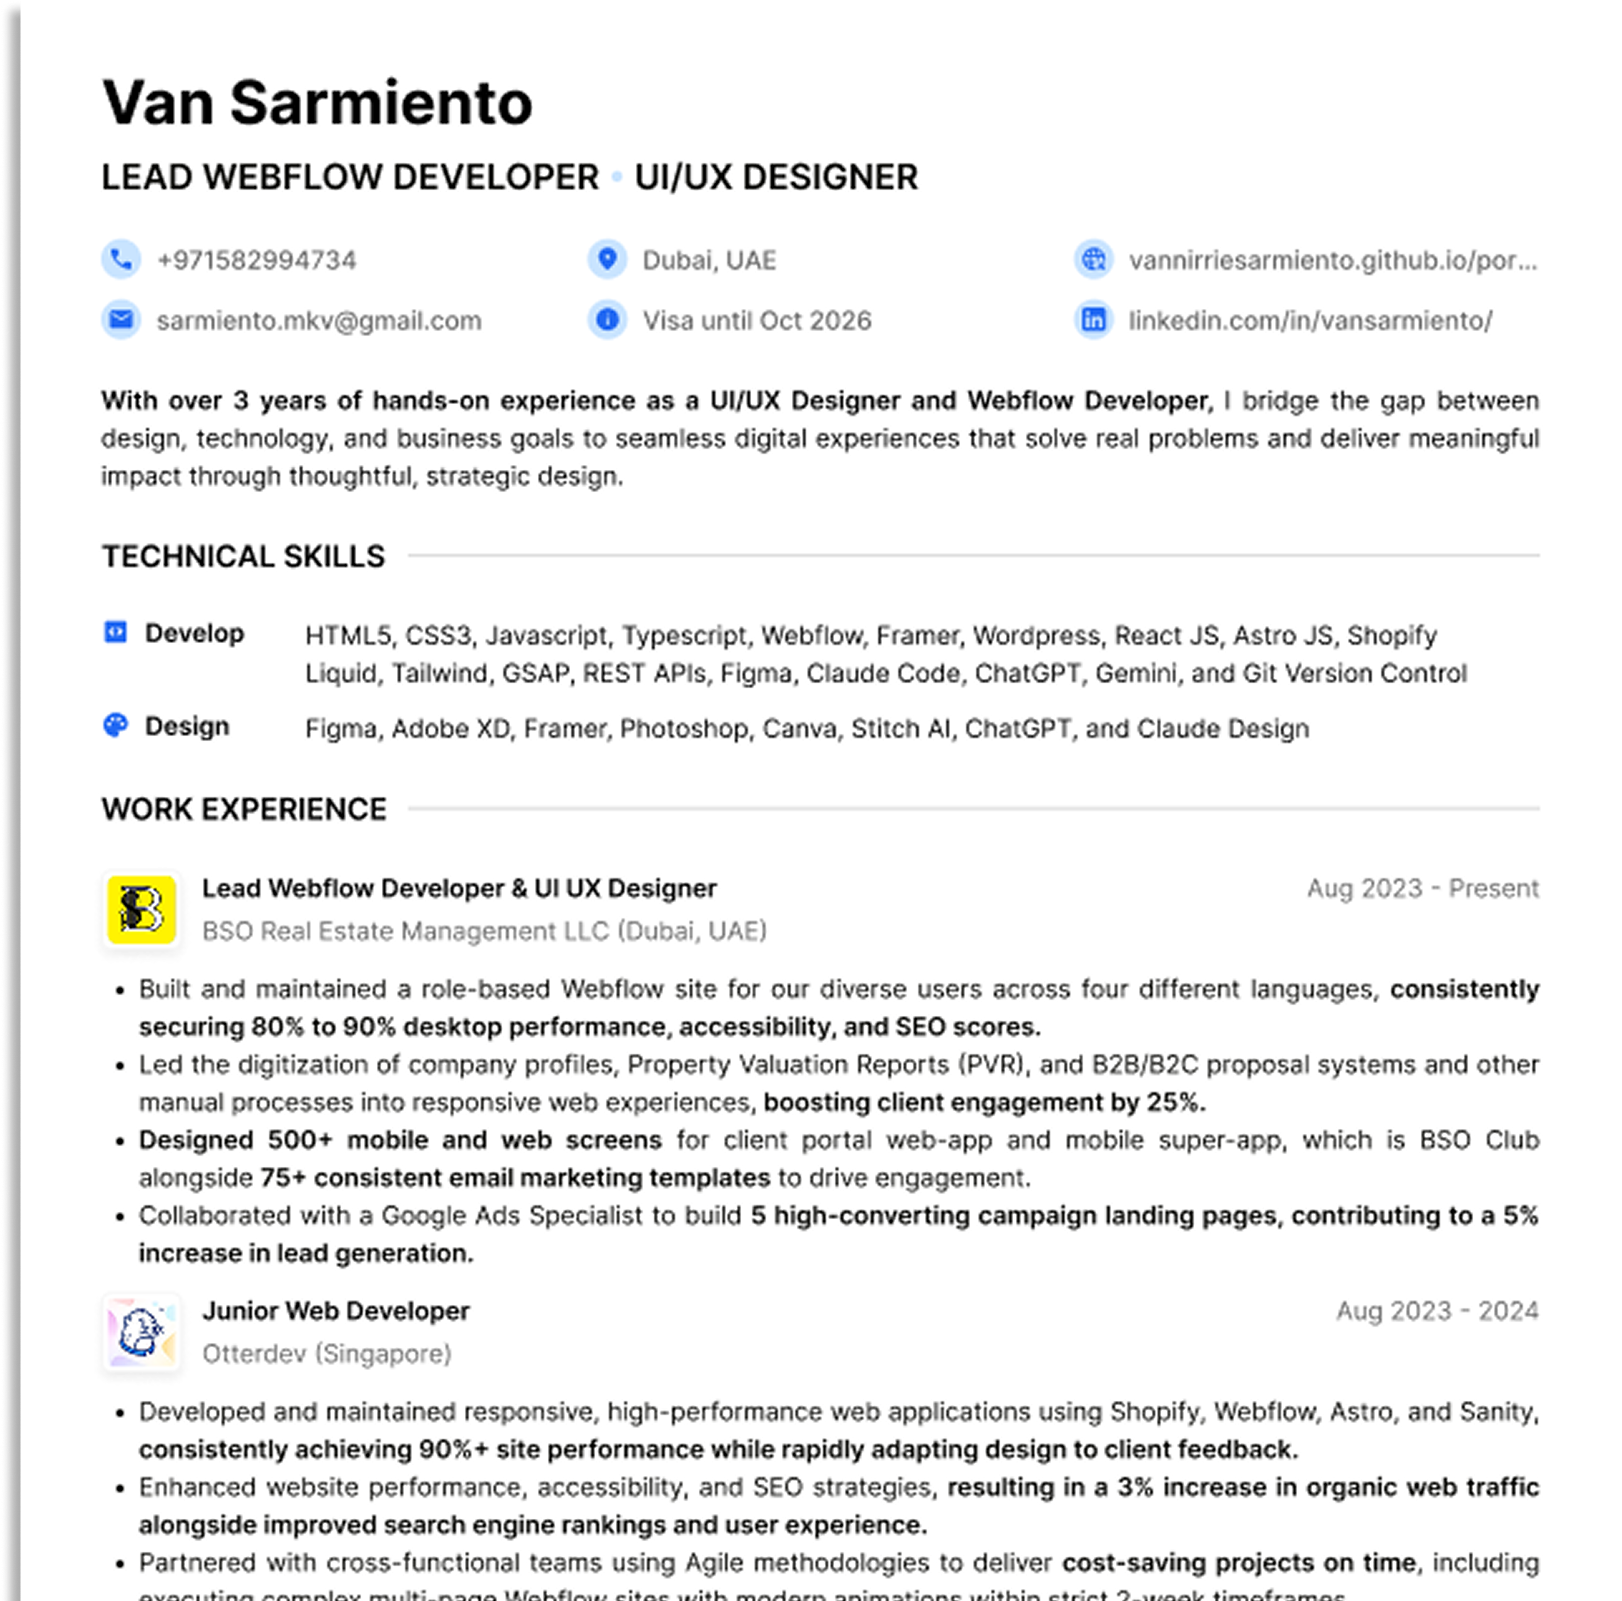 Van Sarmiento
LEAD WEBFLOW DEVELOPER • UI/UX DESIGNER
+971582994734
Dubai, UAE
vannirriesarmiento.github.io/por...
sarmiento.mkv@gmail.com
Visa until Oct 2026
linkedin.com/in/vansarmiento/
With over 3 years of hands-on experience as a UI/UX Designer and Webflow Developer, I bridge the gap between
design, technology, and business goals to seamless digital experiences that solve real problems and deliver meaningful
impact through thoughtful, strategic design.
TECHNICAL SKILLS
Develop
HTML5, CSS3, Javascript, Typescript, Webflow, Framer, Wordpress, React JS, Astro JS, Shopify
Liquid, Tailwind, GSAP, REST APIs, Figma, Claude Code, ChatGPT, Gemini, and Git Version Control
Design
Figma, Adobe XD, Framer, Photoshop, Canva, Stitch AI, ChatGPT, and Claude Design
WORK EXPERIENCE
Lead Webflow Developer & UI UX Designer
Aug 2023 - Present
BSO Real Estate Management LLC (Dubai, UAE)
• Built and maintained a role-based Webflow site for our diverse users across four different languages, consistently
securing 80% to 90% desktop performance, accessibility, and SEO scores.
• Led the digitization of company profiles, Property Valuation Reports (PVR), and B2B/B2C proposal systems and other
manual processes into responsive web experiences, boosting client engagement by 25%.
• Designed 500+ mobile and web screens for client portal web-app and mobile super-app, which is BSO Club
alongside 75+ consistent email marketing templates to drive engagement.
• Collaborated with a Google Ads Specialist to build 5 high-converting campaign landing pages, contributing to a 5%
increase in lead generation.
Junior Web Developer
Aug 2023 - 2024
Otterdev (Singapore)
• Developed and maintained responsive, high-performance web applications using Shopify, Webflow, Astro, and Sanity,
consistently achieving 90%+ site performance while rapidly adapting design to client feedback.
• Enhanced website performance, accessibility, and SEO strategies, resulting in a 3% increase in organic web traffic
alongside improved search engine rankings and user experience.
• Partnered with cross-functional teams using Agile methodologies to deliver cost-saving projects on time, including
executing complex multi-page Webflow sites with modern animations within strict 2-week timeframes.